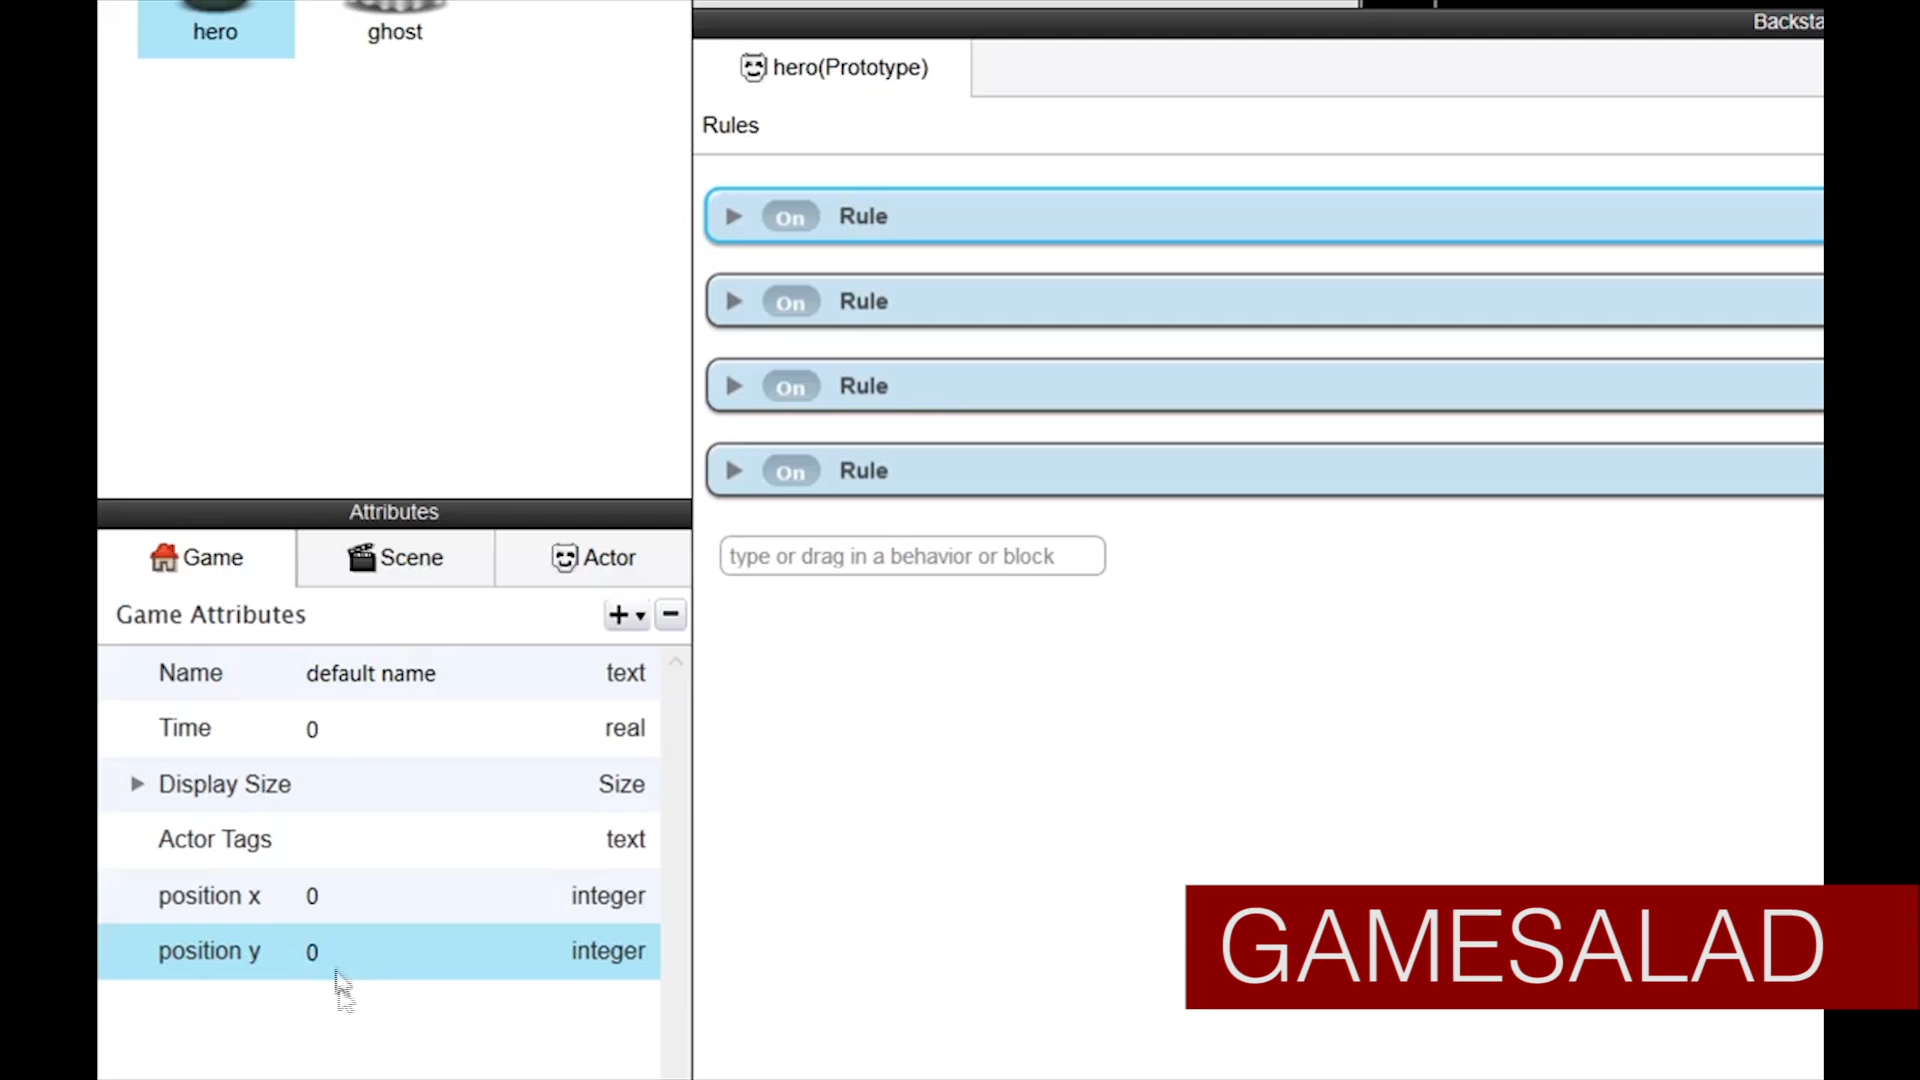 hero
ghost
Backsta
hero(Prototype)
Rules
On Rule
On Rule
On Rule
On Rule
type or drag in a behavior or block
Attributes
Game Scene Actor
Game Attributes
Name default name text
Time 0 real
Display Size Size
Actor Tags text
position x 0 integer
position y 0 integer
GAMESALAD